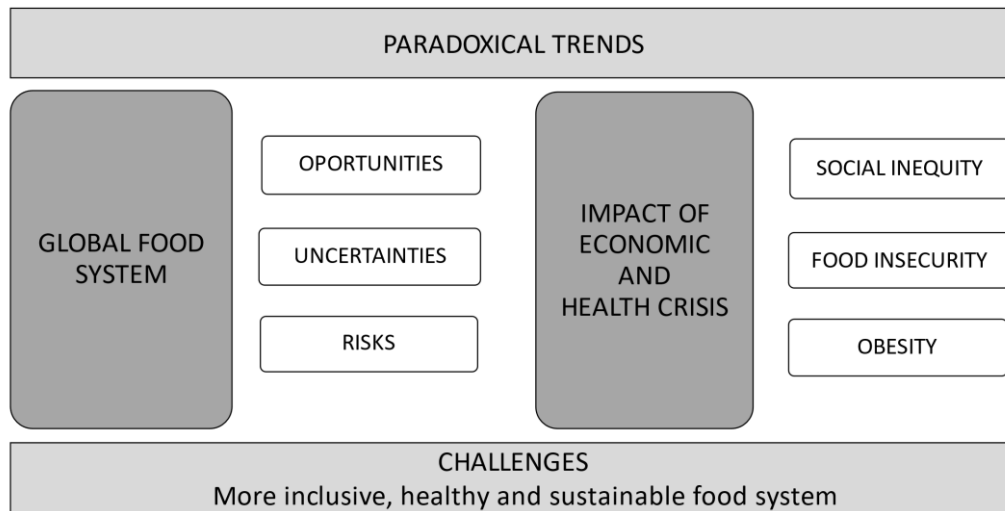 PARADOXICAL TRENDS
GLOBAL FOOD
SYSTEM
OPORTUNITIES
UNCERTAINTIES
RISKS
IMPACT OF
ECONOMIC
AND
HEALTH CRISIS
SOCIAL INEQUITY
FOOD INSECURITY
OBESITY
CHALLENGES
More inclusive, healthy and sustainable food system